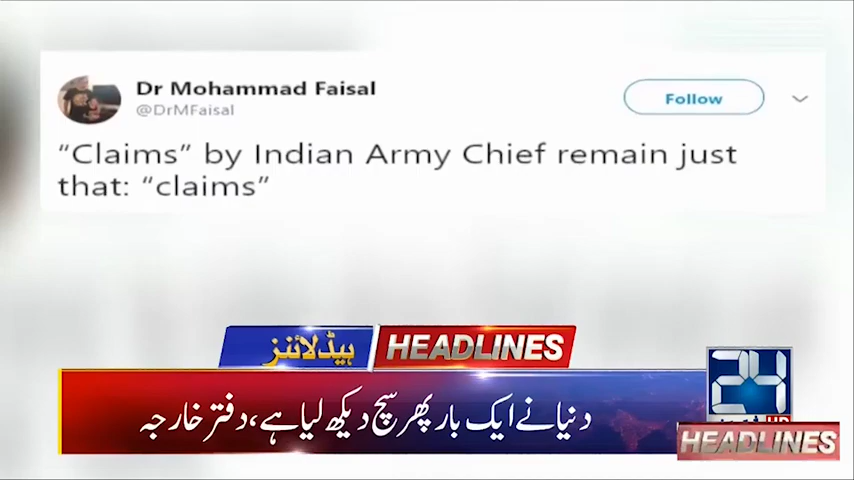 Dr Mohammad Faisal
@DrMFaisal
Follow
“Claims” by Indian Army Chief remain just
that: “claims”
ہیڈلائنز
HEADLINES
دنیا نے ایک بار پھر سچ دیکھ لیا ہے، دفتر خارجہ
24
HD
HEADLINES